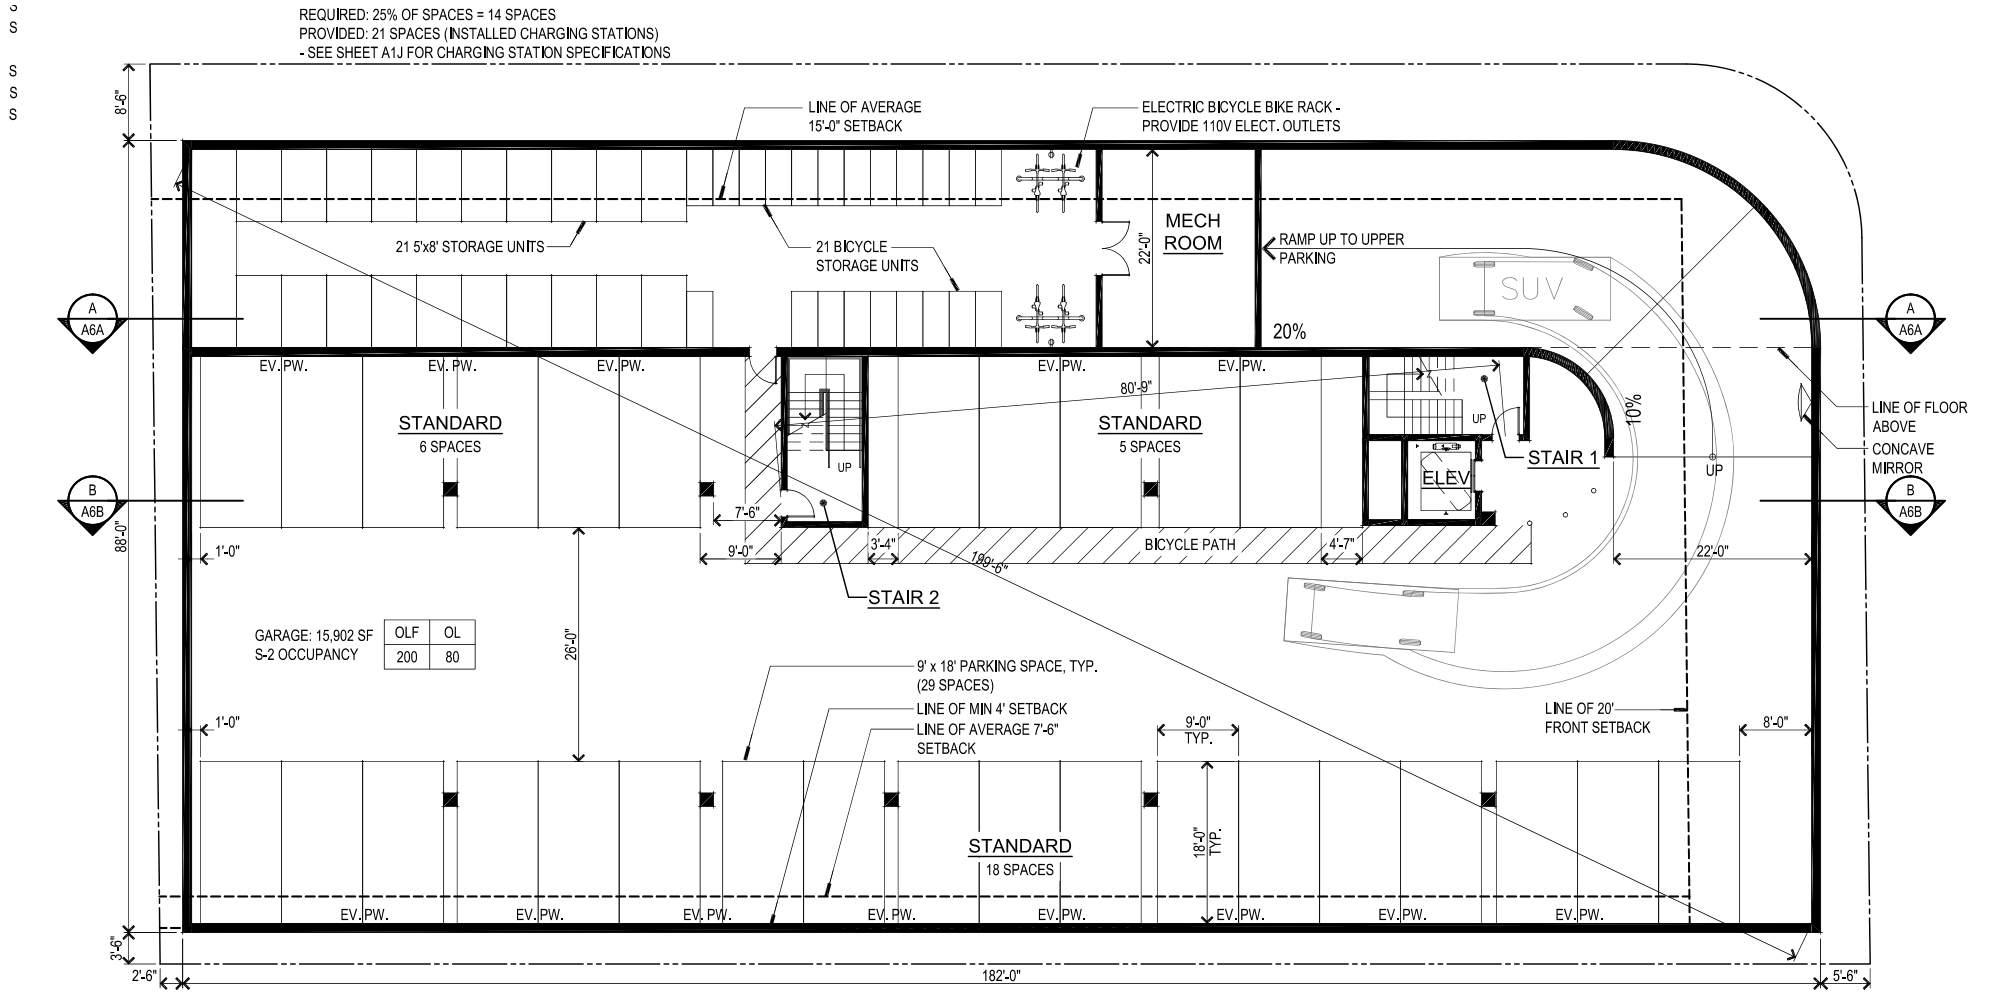 S
S
S
S
S
REQUIRED: 25% OF SPACES = 14 SPACES
PROVIDED: 21 SPACES (INSTALLED CHARGING STATIONS)
- SEE SHEET A1J FOR CHARGING STATION SPECIFICATIONS
8'-6"
LINE OF AVERAGE
15'-0" SETBACK
ELECTRIC BICYCLE BIKE RACK -
PROVIDE 110V ELECT. OUTLETS
MECH
ROOM
22'-0"
21 5'x8' STORAGE UNITS
21 BICYCLE
STORAGE UNITS
RAMP UP TO UPPER
PARKING
SUV
20%
A
A6A
A
A6A
EV. PW.
EV. PW.
EV. PW.
EV. PW.
EV. PW.
80'-9"
10%
LINE OF FLOOR
ABOVE
CONCAVE
MIRROR
STANDARD
6 SPACES
STANDARD
5 SPACES
UP
UP
STAIR 1
ELEV
UP
B
A6B
B
A6B
88'-0"
7'-6"
1'-0"
9'-0"
3'-4"
BICYCLE PATH
4'-7"
22'-0"
199'-6"
STAIR 2
GARAGE: 15,902 SF
S-2 OCCUPANCY
OLF OL
200 80
26'-0"
9' x 18' PARKING SPACE, TYP.
(29 SPACES)
LINE OF MIN 4' SETBACK
LINE OF AVERAGE 7'-6"
SETBACK
LINE OF 20'
FRONT SETBACK
1'-0"
9'-0"
TYP.
8'-0"
18'-0"
TYP.
STANDARD
18 SPACES
EV. PW.
EV. PW.
EV. PW.
EV. PW.
EV. PW.
EV. PW.
EV. PW.
EV. PW.
3'-6"
2'-6"
182'-0"
5'-6"